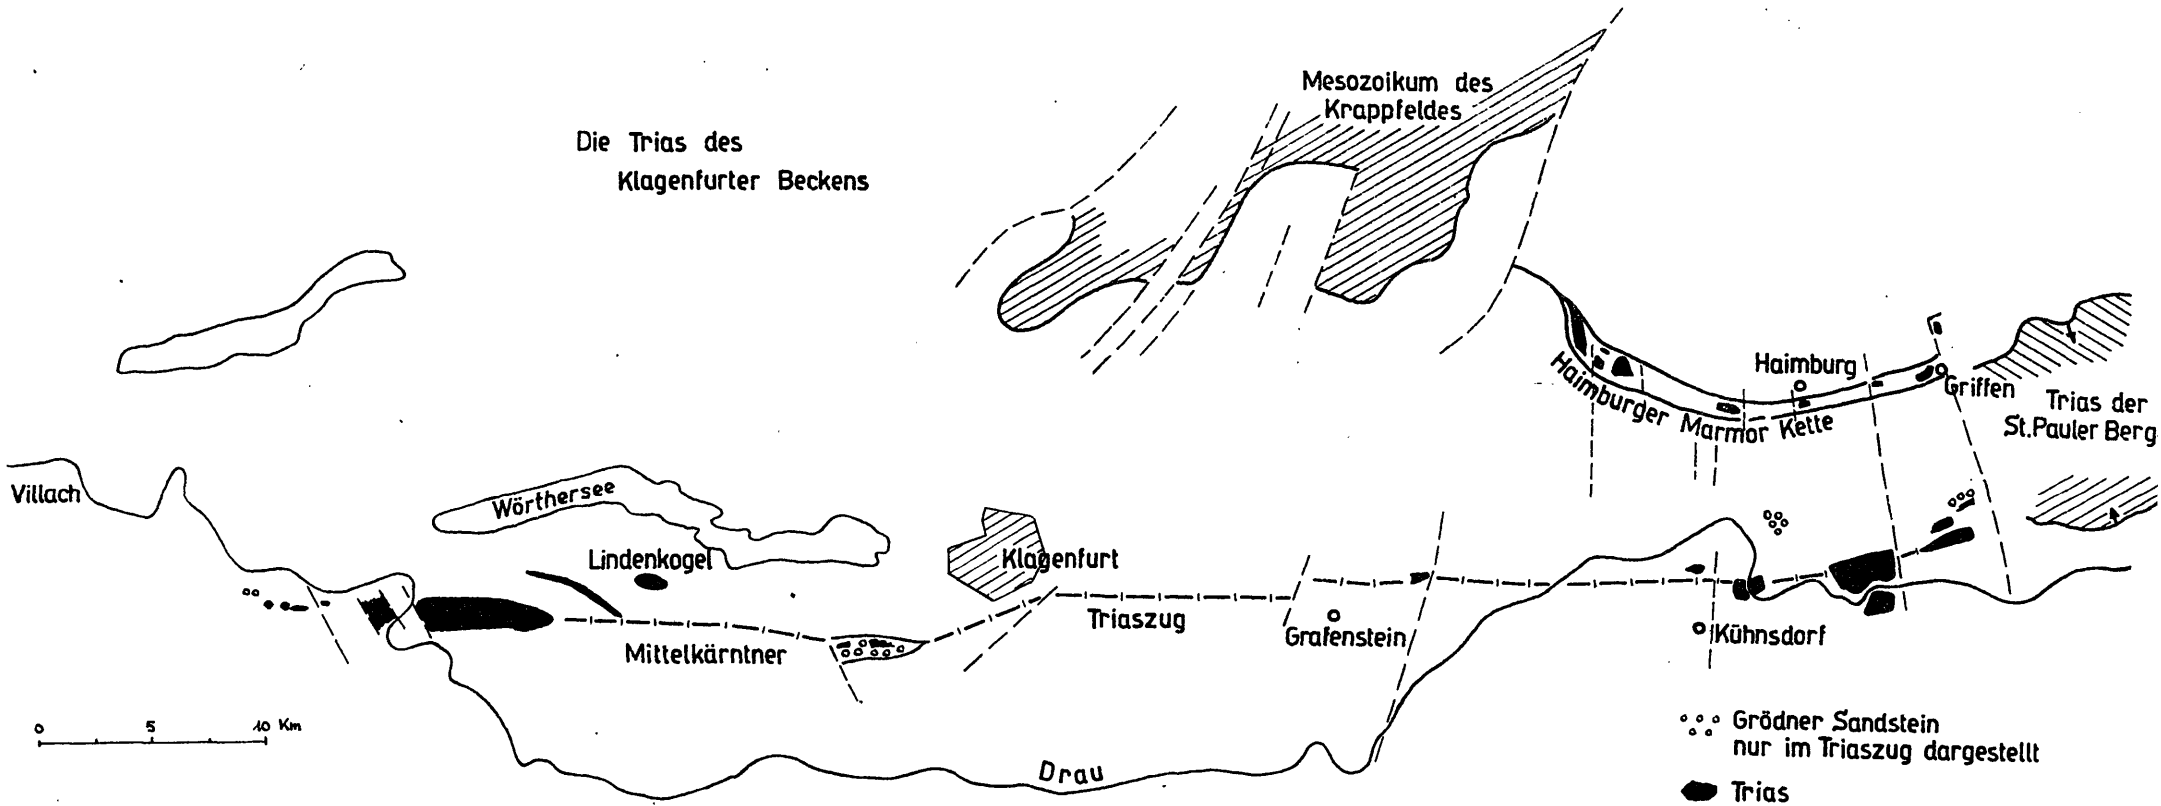 Mesozoikum des
Krappfeldes
Die Trias des
Klagenfurter Beckens
Haimburg
Griffen
Haimburger Marmor Kette
Trias der
St.Pauler Berg
Villach
Wörthersee
Lindenkogel
Klagenfurt
Triaszug
Grafenstein
Mittelkärntner
Kühnsdorf
0 5 10 Km
Drau
Grödner Sandstein
nur im Triaszug dargestellt
Trias